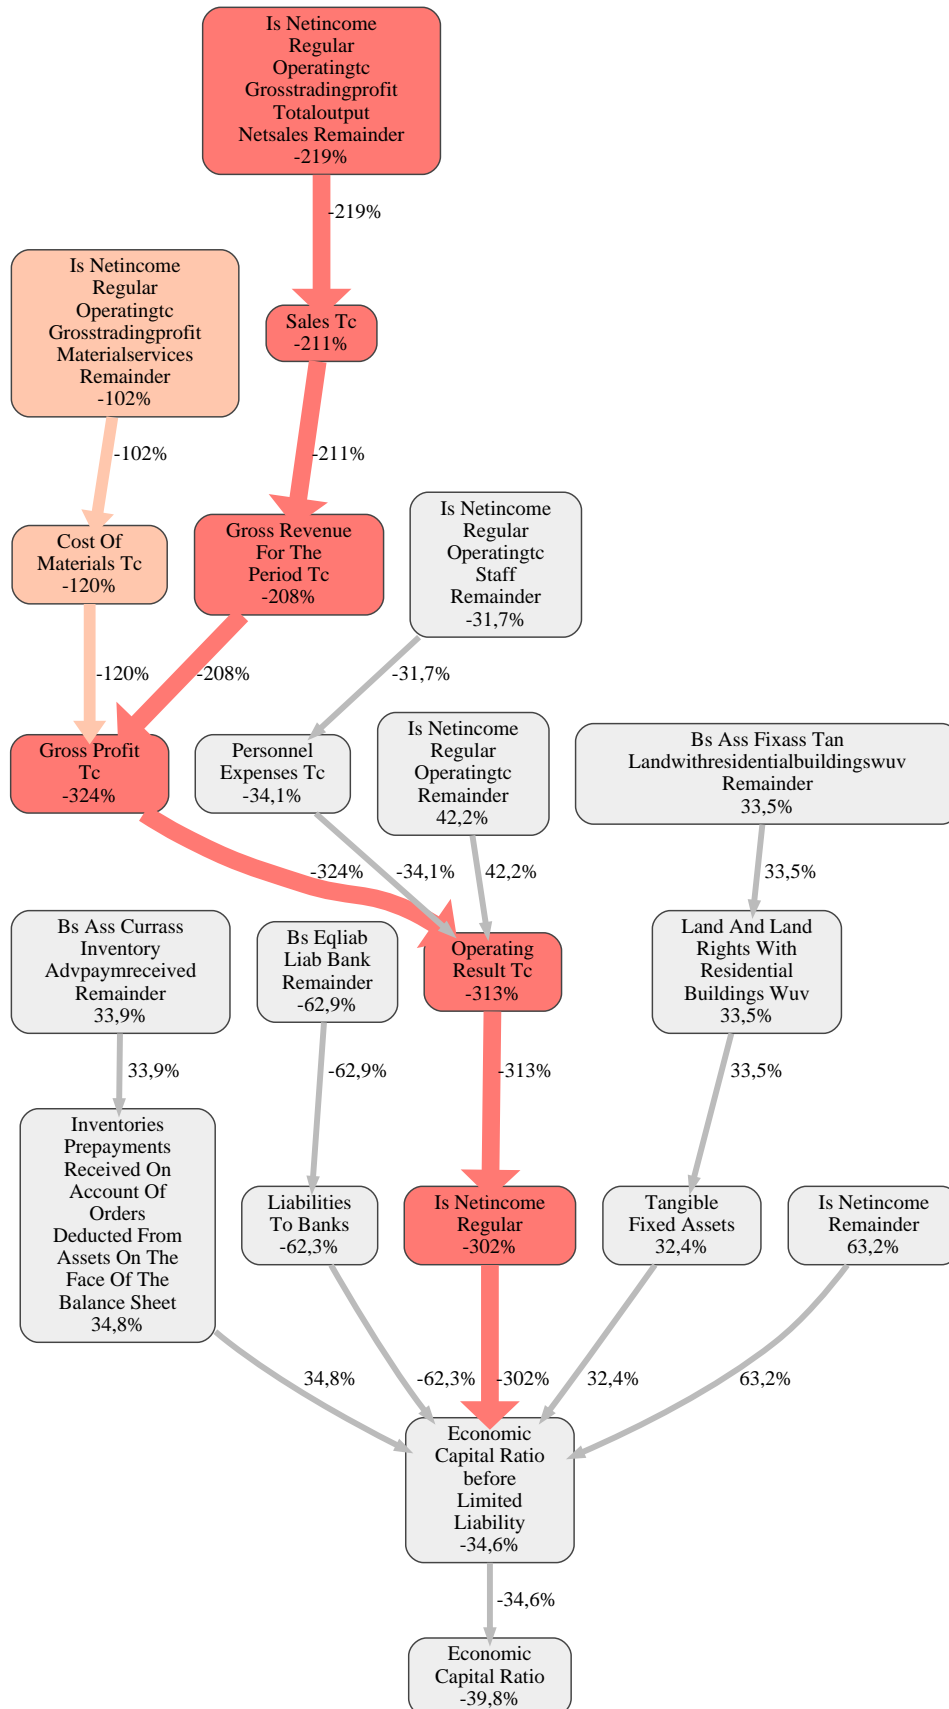 Is Netincome
Regular
Operatingtc
Grosstradingprofit
Totaloutput
Netsales Remainder
-219%
-219%
Is Netincome
Regular
Operatingtc
Grosstradingprofit
Materialservices
Remainder
-102%
Sales Tc
-211%
-102%
-211%
Is Netincome
Regular
Operatingtc
Staff
Remainder
-31,7%
Cost Of
Materials Tc
-120%
Gross Revenue
For The
Period Tc
-208%
-120%
-208%
-31,7%
Gross Profit
Tc
-324%
Personnel
Expenses Tc
-34,1%
Is Netincome
Regular
Operatingtc
Remainder
42,2%
Bs Ass Fixass Tan
Landwithresidentialbuildingswuv
Remainder
33,5%
-324%
-34,1%
42,2%
33,5%
Bs Ass Currass
Inventory
Advpaymreceived
Remainder
33,9%
Bs Eqliab
Liab Bank
Remainder
-62,9%
Operating
Result Tc
-313%
Land And Land
Rights With
Residential
Buildings Wuv
33,5%
33,9%
-62,9%
-313%
33,5%
Inventories
Prepayments
Received On
Account Of
Orders
Deducted From
Assets On The
Face Of The
Balance Sheet
34,8%
Liabilities
To Banks
-62,3%
Is Netincome
Regular
-302%
Tangible
Fixed Assets
32,4%
Is Netincome
Remainder
63,2%
34,8%
-62,3%
-302%
32,4%
63,2%
Economic
Capital Ratio
before
Limited
Liability
-34,6%
-34,6%
Economic
Capital Ratio
-39,8%